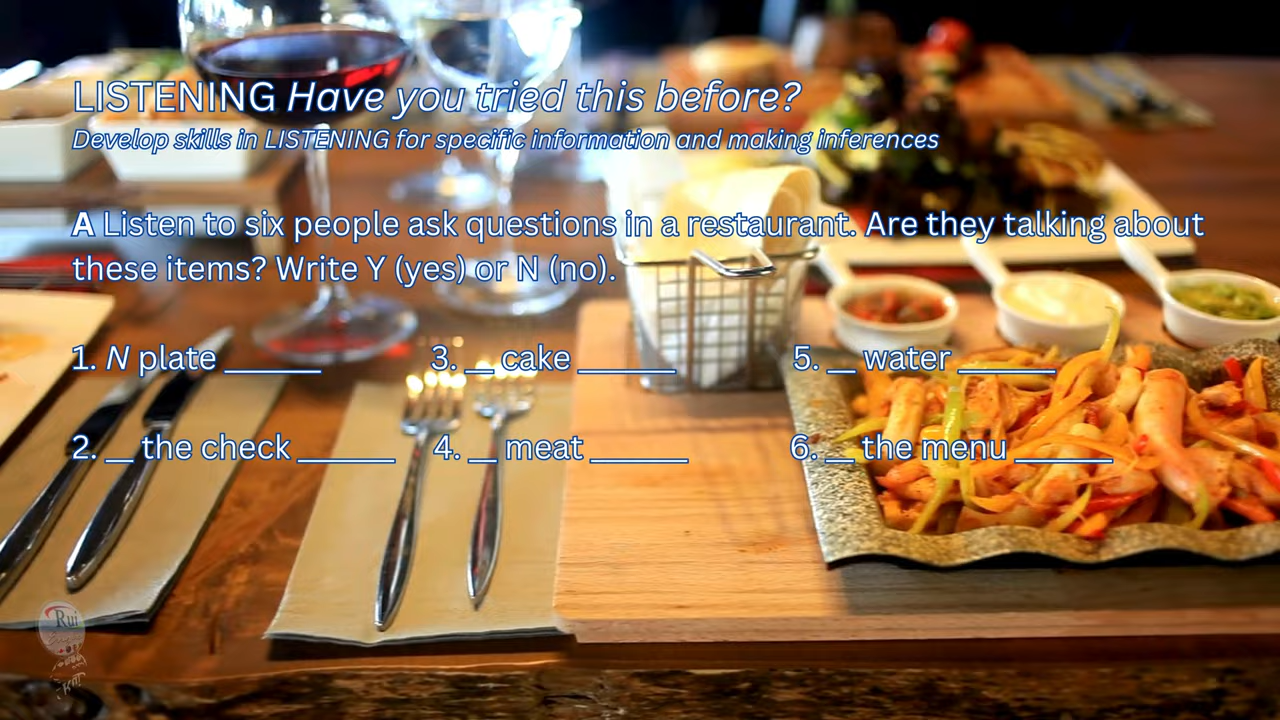 LISTENING Have you tried this before?
Develop skills in LISTENING for specific information and making inferences
A Listen to six people ask questions in a restaurant. Are they talking about
these items? Write Y (yes) or N (no).
1. N plate ______ 3. __ cake ______ 5. __ water ______
2. __ the check ______ 4. __ meat ______ 6. __ the menu ______
Rui